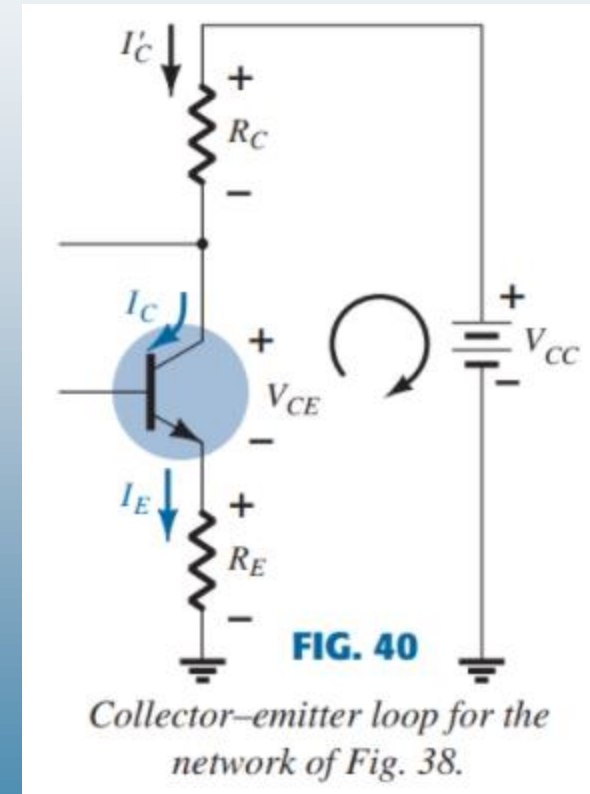 I'C
+
RC
−
IC
+
VCE
−
+
VCC
−
IE
+
RE
−
FIG. 40
Collector–emitter loop for the
network of Fig. 38.